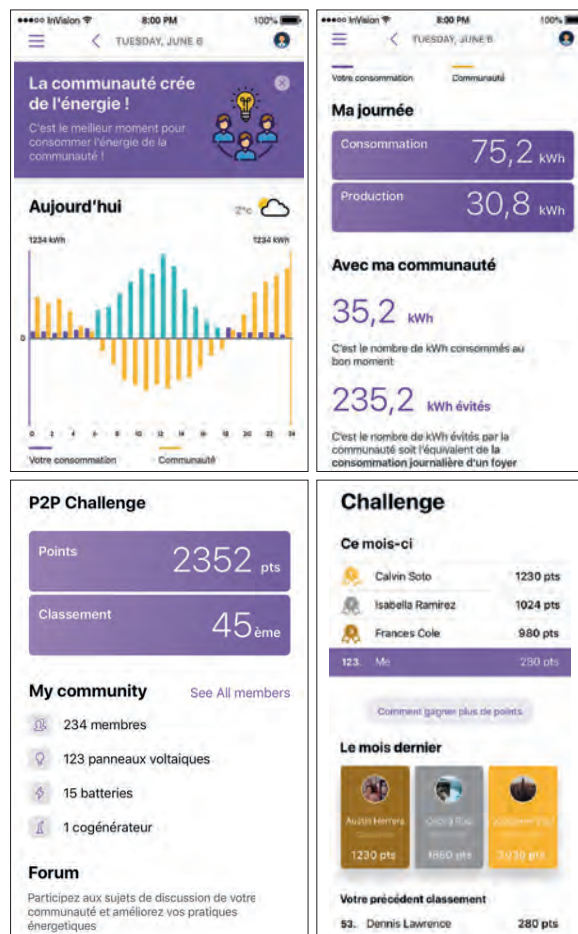 InVision 8:00 PM 100%
TUESDAY, JUNE 6
La communauté crée
de l'énergie !
C'est le meilleur moment pour
consommer l'énergie de la
communauté !
Aujourd'hui
2°c
1234 kWh 1234 kWh
0
0 2 4 6 8 10 12 14 16 18 20 22 24
Votre consommation Communauté
InVision 8:00 PM 100%
TUESDAY, JUNE 6
Votre consommation Communauté
Ma journée
Consommation 75,2 kWh
Production 30,8 kWh
Avec ma communauté
35,2 kWh
C'est le nombre de kWh consommés au
bon moment
235,2 kWh évités
C'est le nombre de kWh évités par la
communauté soit l'équivalent de la
consommation journalière d'un foyer
P2P Challenge
Points 2352 pts
Classement 45ème
My community See All members
234 membres
123 panneaux voltaiques
15 batteries
1 cogénérateur
Forum
Participez aux sujets de discussion de votre
communauté et améliorez vos pratiques
énergetiques
Challenge
Ce mois-ci
Calvin Soto 1230 pts
Isabella Ramirez 1024 pts
Frances Cole 980 pts
123. Me 230 pts
Comment gagner plus de points
Le mois dernier
Austin Herrera
1230 pts 1860 pts pts
Votre précédent classement
53. Dennis Lawrence 280 pts